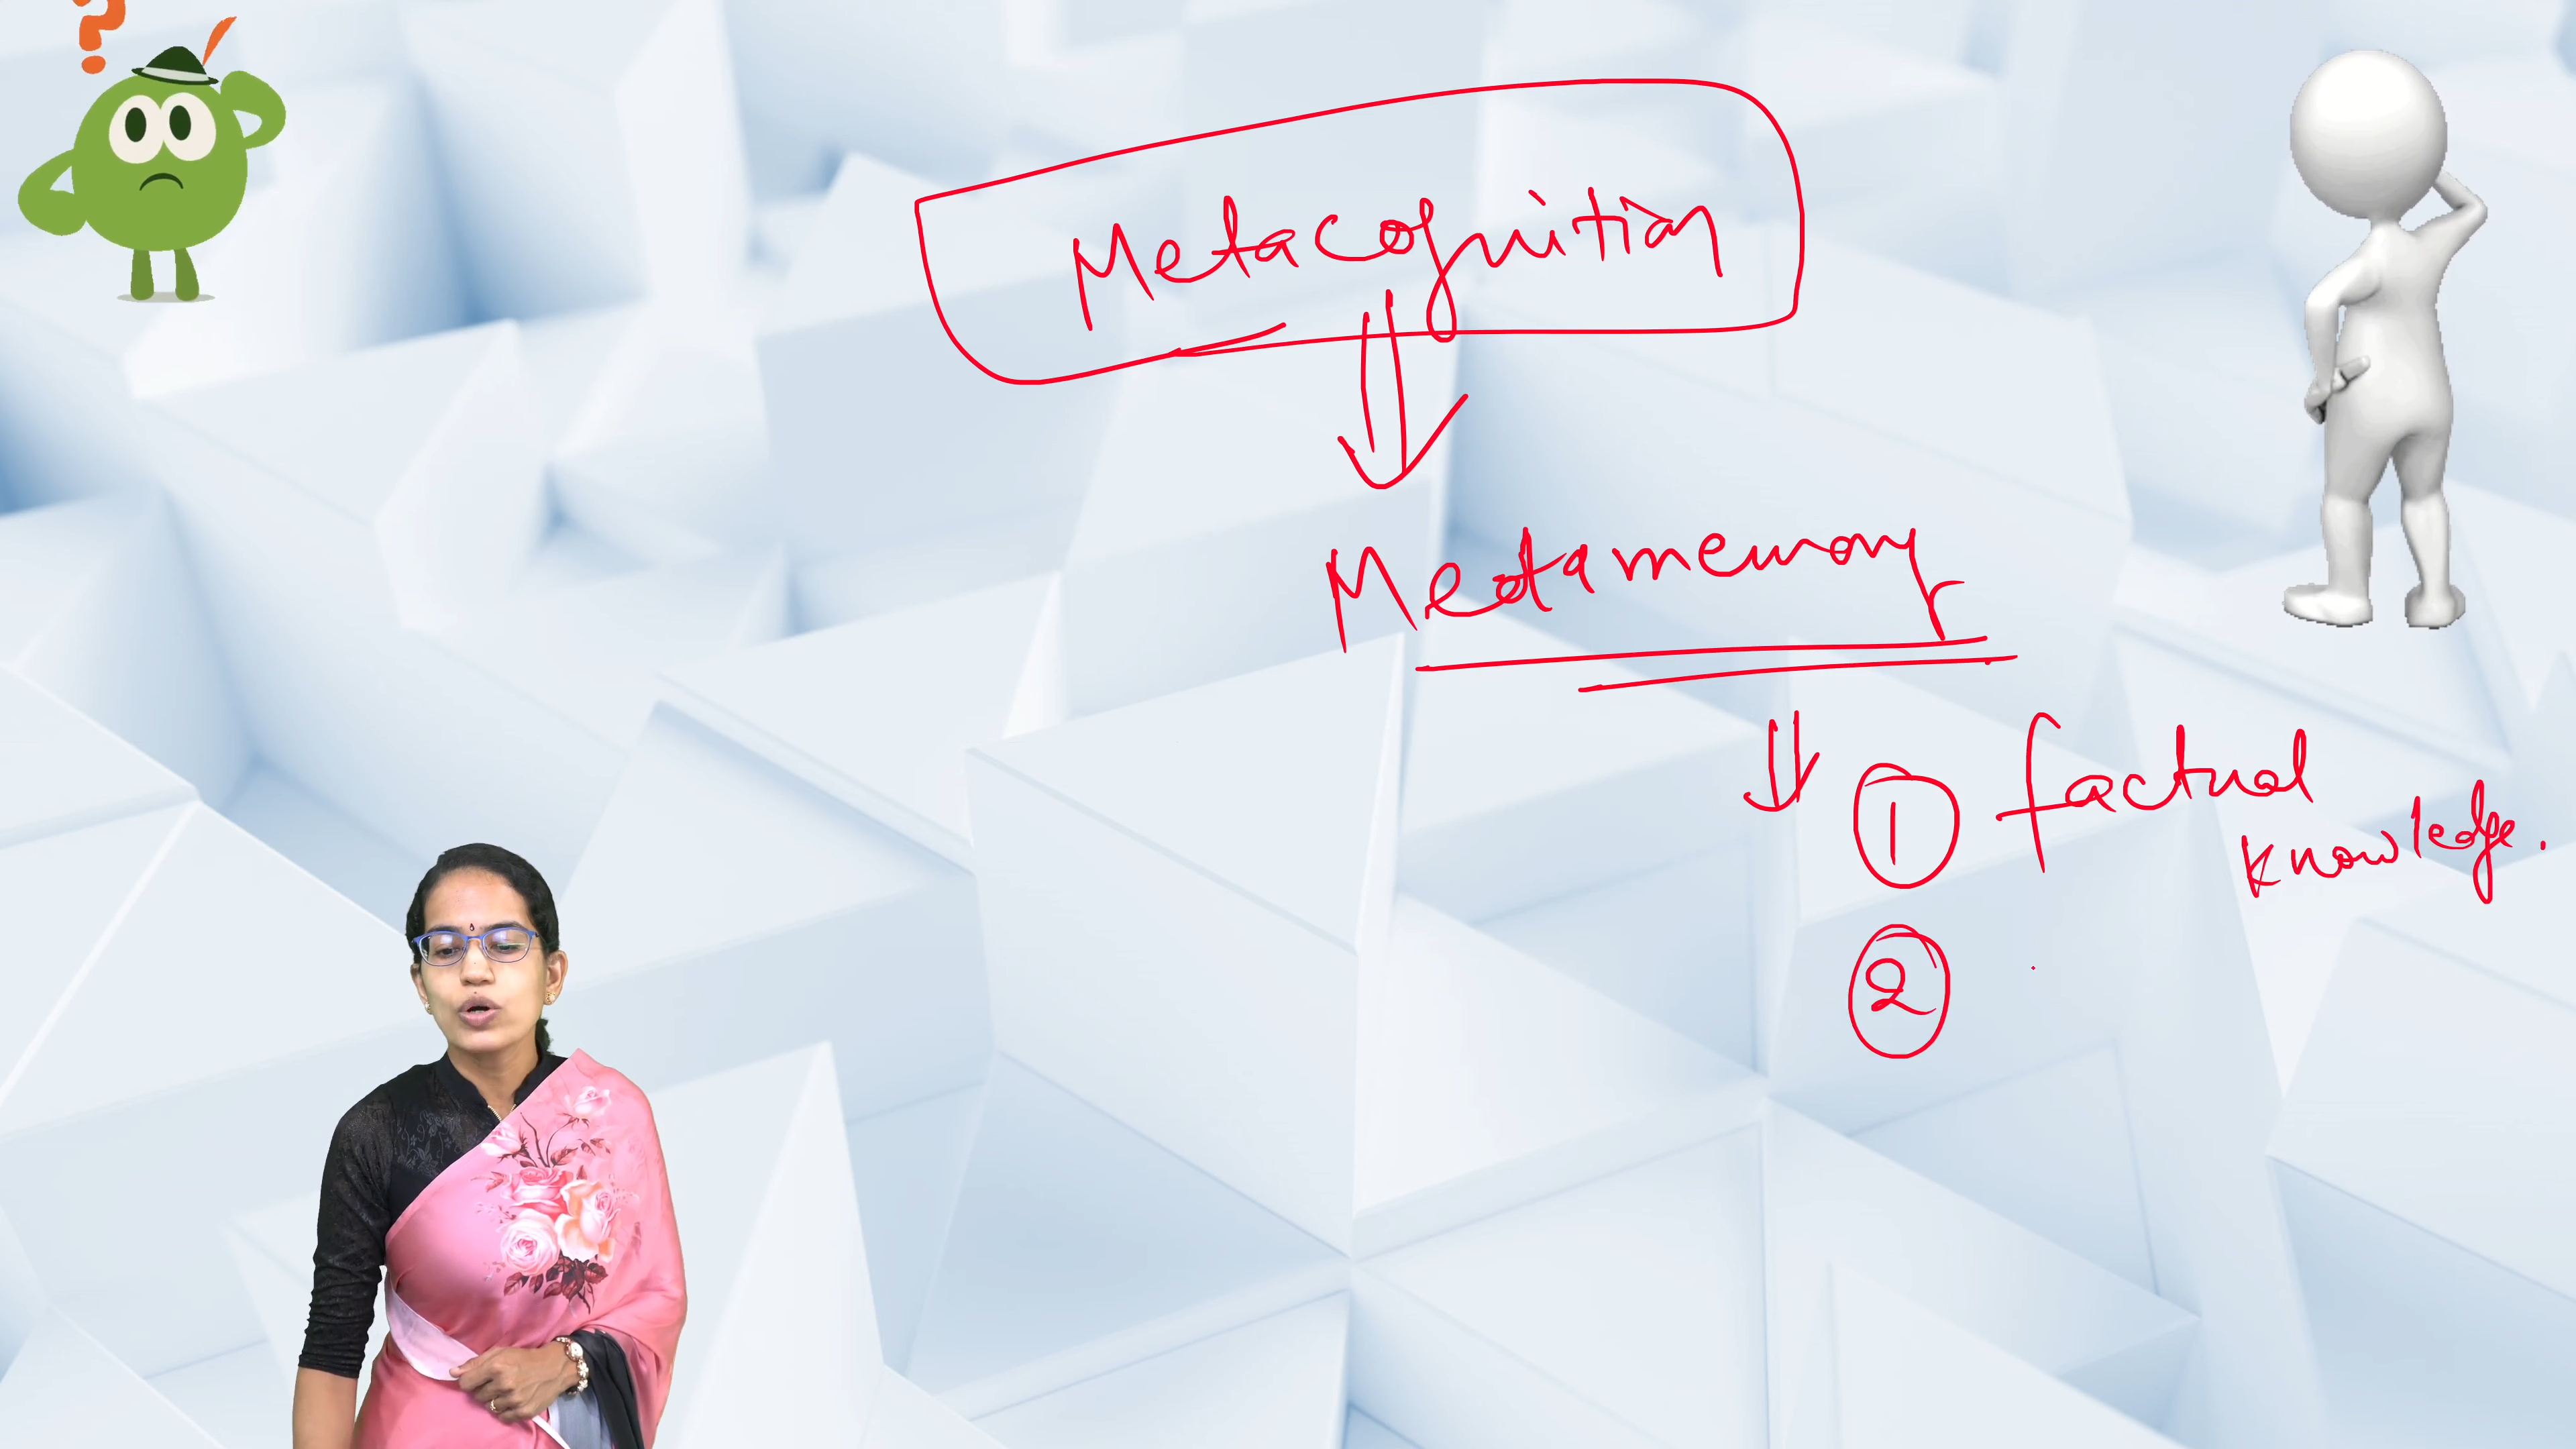 ?
Metacognition
Metamemory
1 factual
knowledge.
2